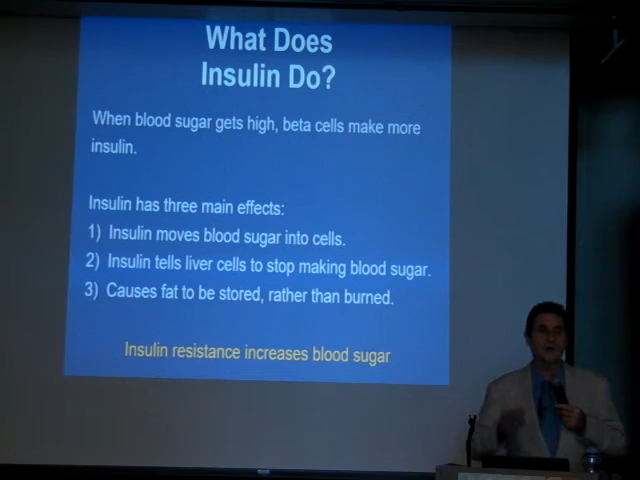 What Does
Insulin Do?
When blood sugar gets high, beta cells make more
insulin.
Insulin has three main effects:
1) Insulin moves blood sugar into cells.
2) Insulin tells liver cells to stop making blood sugar.
3) Causes fat to be stored, rather than burned.
Insulin resistance increases blood sugar